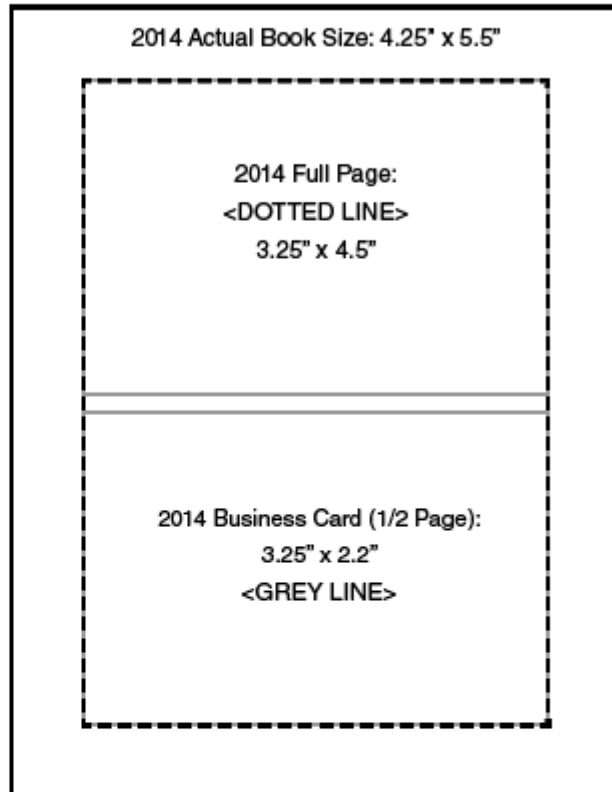 2014 Actual Book Size: 4.25" x 5.5"
2014 Full Page:
<DOTTED LINE>
3.25" x 4.5"
2014 Business Card (1/2 Page):
3.25" x 2.2"
<GREY LINE>